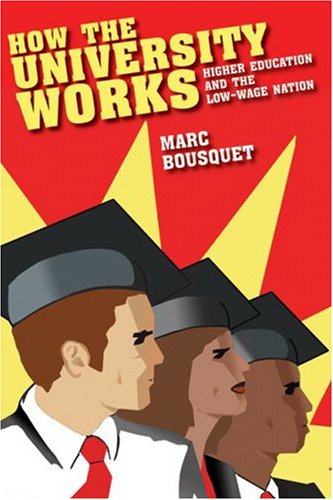 HOW THE
UNIVERSITY
WORKS
HIGHER EDUCATION
AND THE
LOW-WAGE NATION
MARC
BOUSQUET